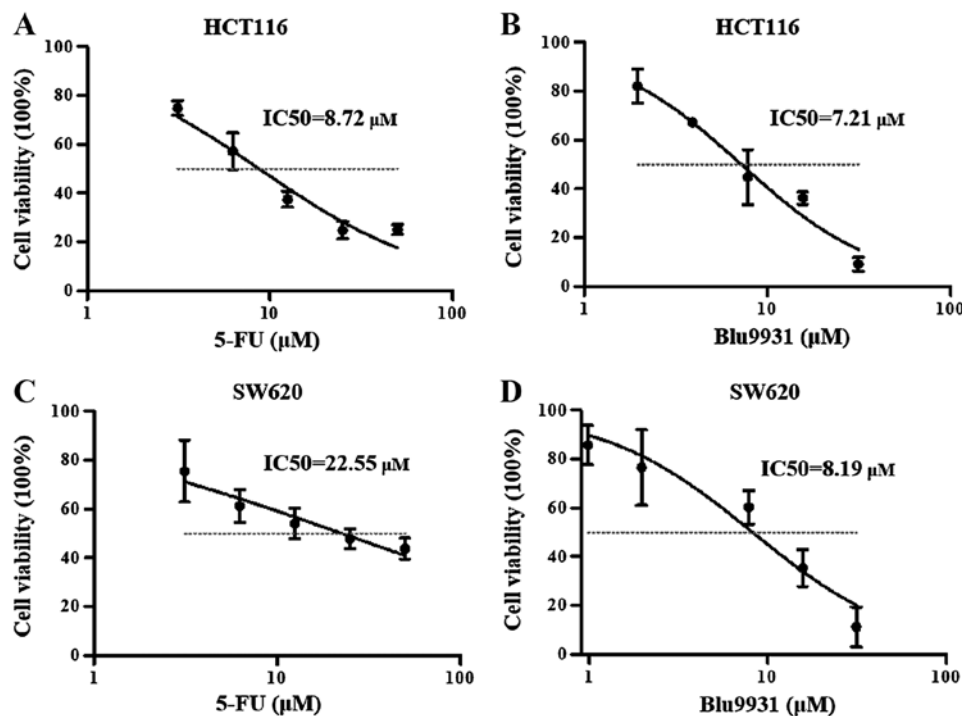 A
HCT116
Cell viability (100%)
100
80
60
40
20
0
IC50=8.72 μM
1
10
100
5-FU (μM)
B
HCT116
Cell viability (100%)
100
80
60
40
20
0
IC50=7.21 μM
1
10
100
Blu9931 (μM)
C
SW620
Cell viability (100%)
100
80
60
40
20
0
IC50=22.55 μM
1
10
100
5-FU (μM)
D
SW620
Cell viability (100%)
100
80
60
40
20
0
IC50=8.19 μM
1
10
100
Blu9931 (μM)